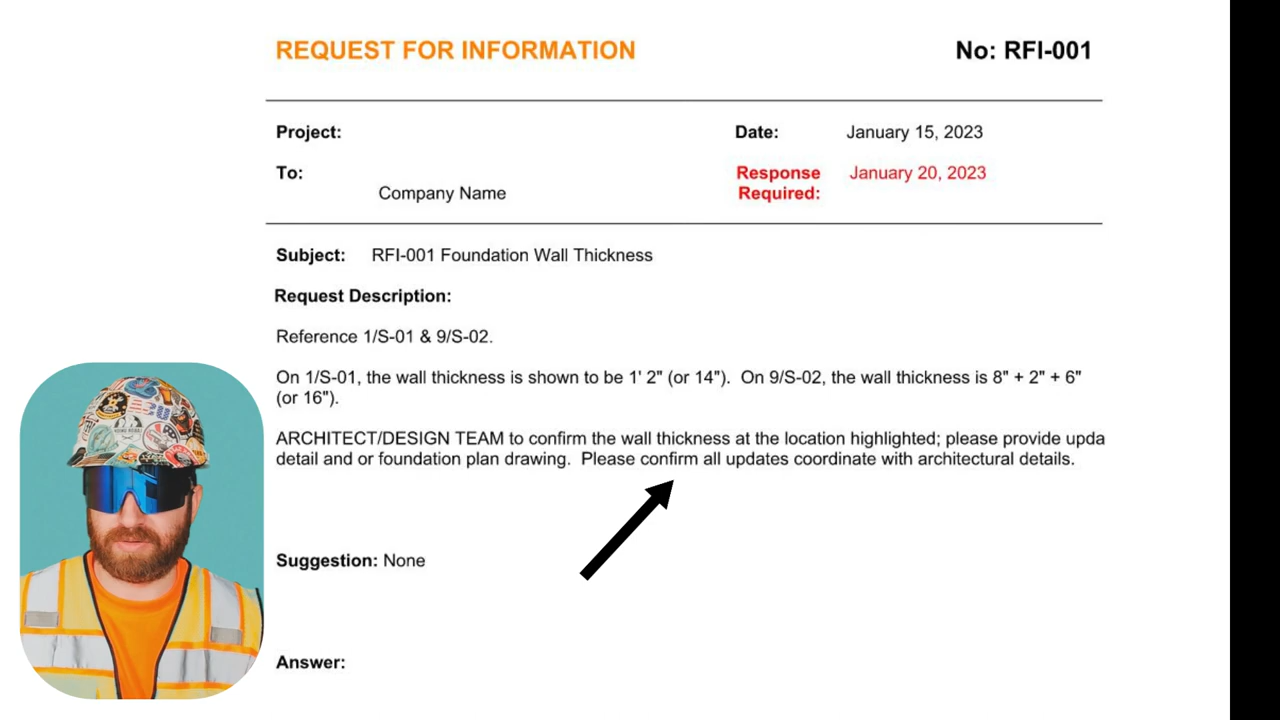 REQUEST FOR INFORMATION No: RFI-001
Project: Date: January 15, 2023
To: Response January 20, 2023
Company Name Required:
Subject: RFI-001 Foundation Wall Thickness
Request Description:
Reference 1/S-01 & 9/S-02.
On 1/S-01, the wall thickness is shown to be 1' 2" (or 14"). On 9/S-02, the wall thickness is 8" + 2" + 6"
(or 16").
ARCHITECT/DESIGN TEAM to confirm the wall thickness at the location highlighted; please provide upda
detail and or foundation plan drawing. Please confirm all updates coordinate with architectural details.
Suggestion: None
Answer: